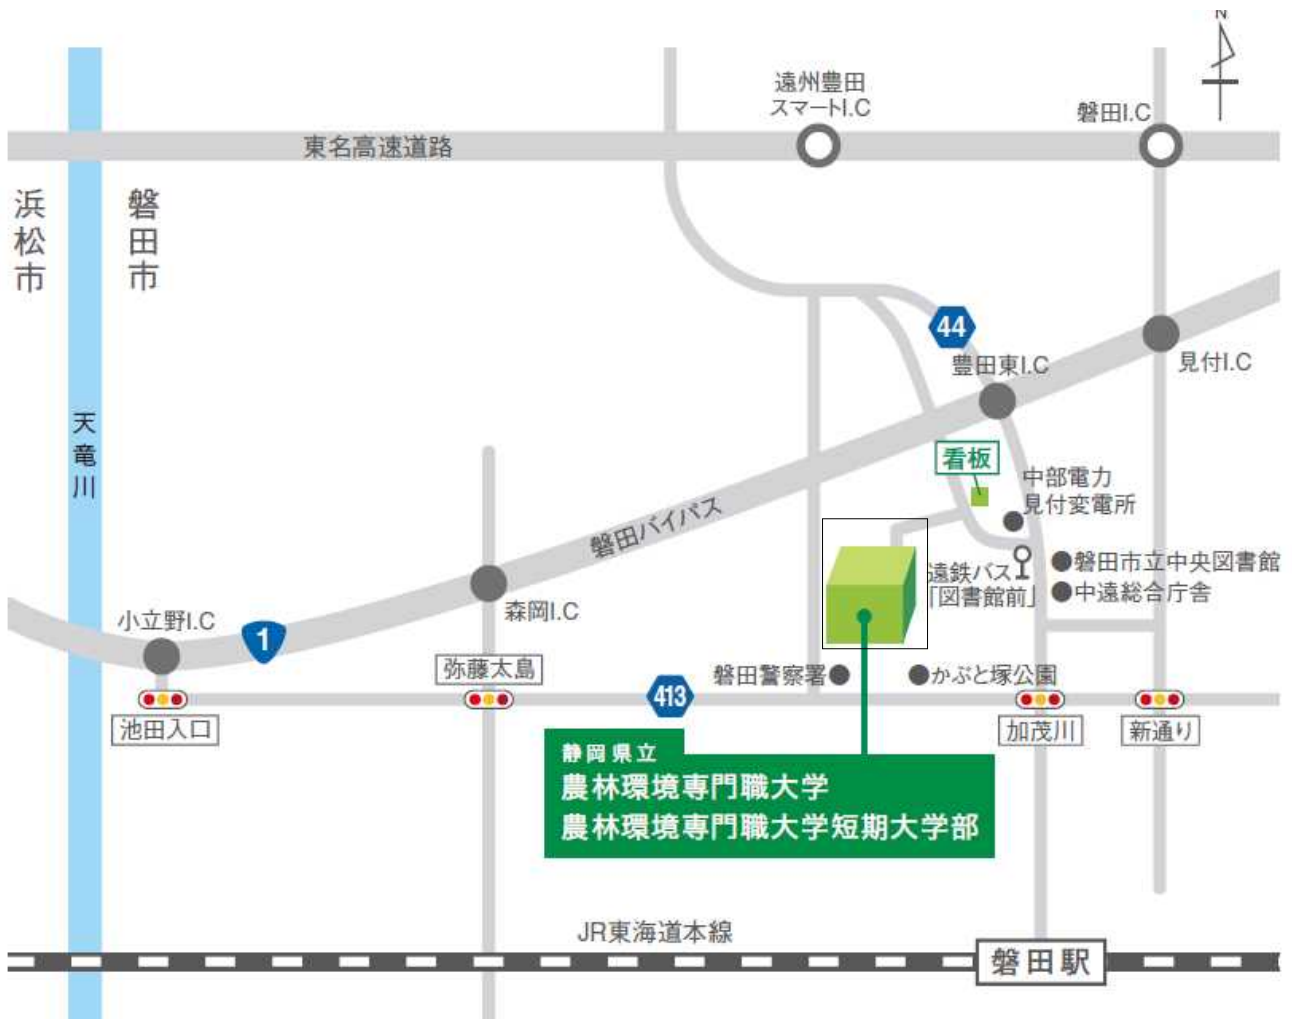 N
遠州豊田
スマートI.C
磐田I.C
東名高速道路
浜松市
磐田市
44
豊田東I.C
見付I.C
天竜川
看板
中部電力
見付変電所
磐田バイパス
遠鉄バス
「図書館前」
●磐田市立中央図書館
●中遠総合庁舎
小立野I.C
1
森岡I.C
弥藤太島
磐田警察署●
●かぶと塚公園
413
池田入口
加茂川
新通り
静岡県立
農林環境専門職大学
農林環境専門職大学短期大学部
JR東海道本線
磐田駅